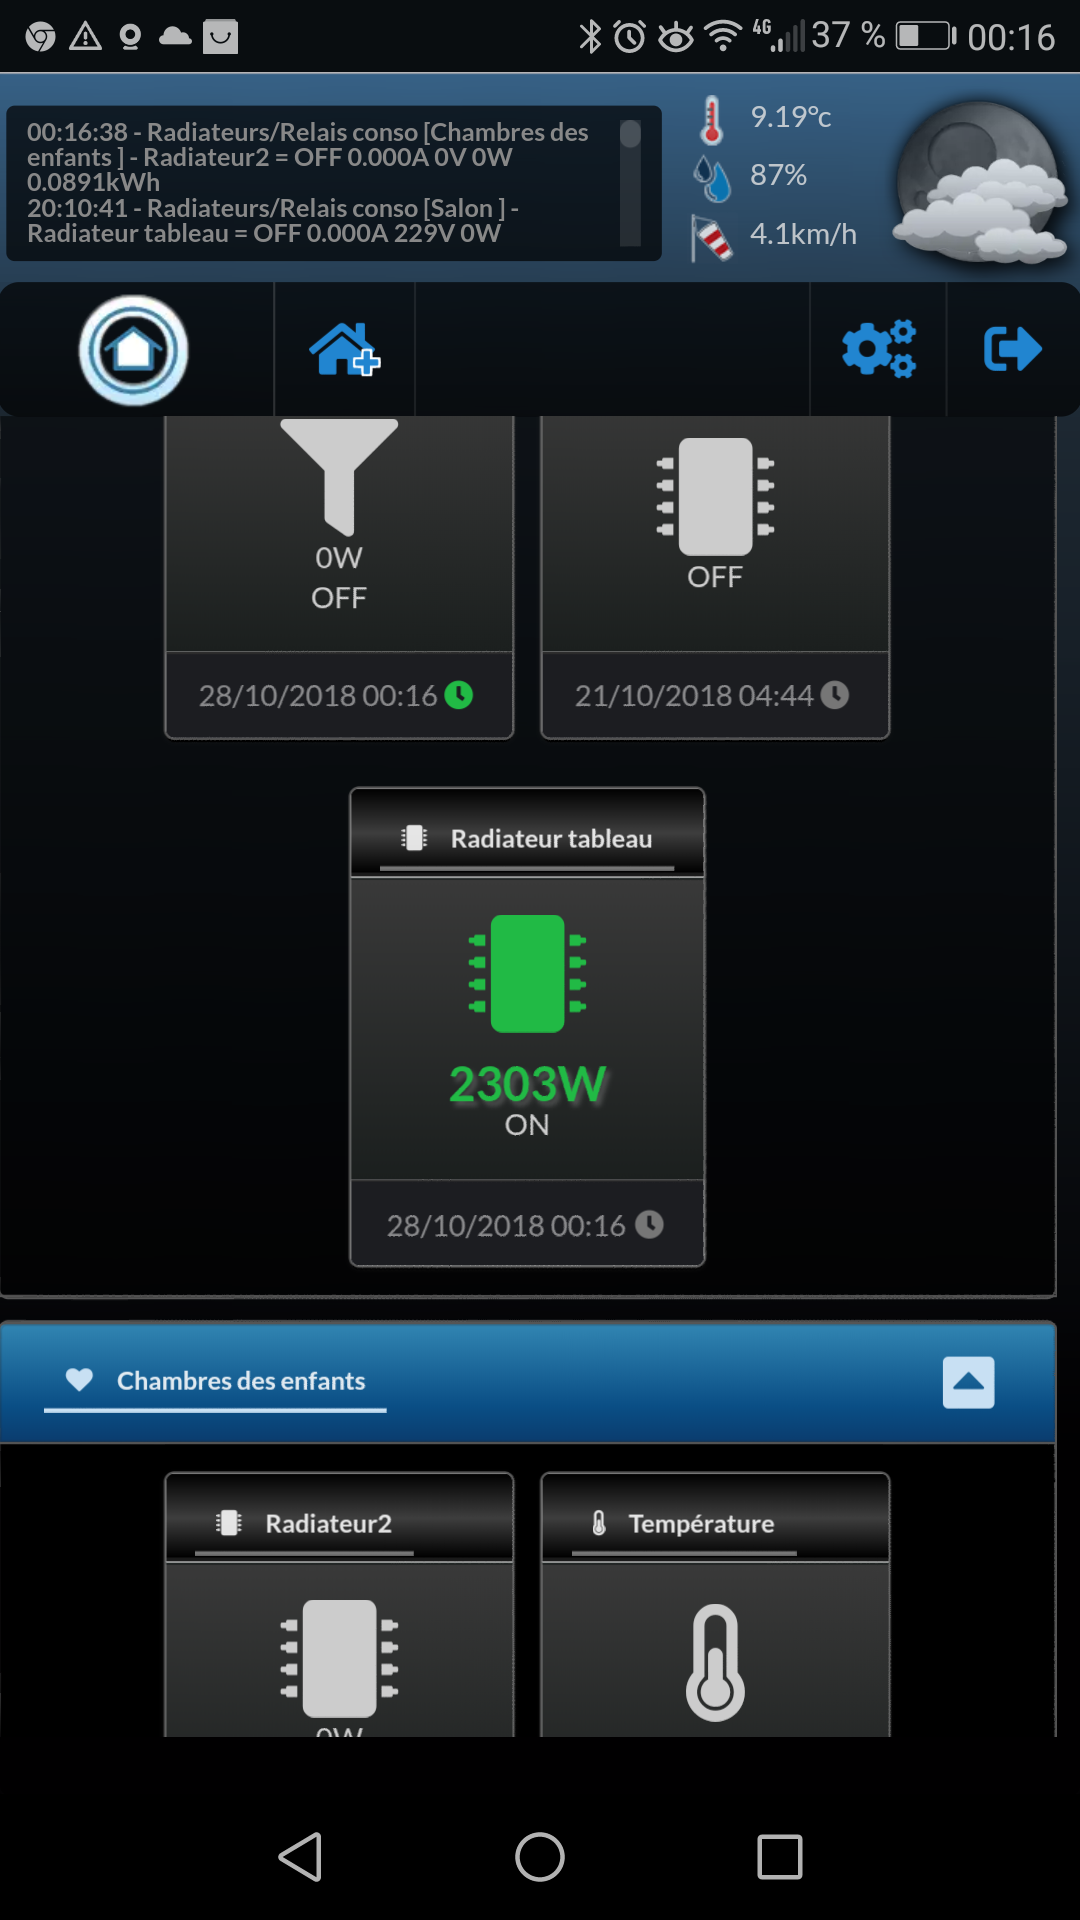 4G 37 % 00:16
00:16:38 - Radiateurs/Relais conso [Chambres des
enfants ] - Radiateur2 = OFF 0.000A 0V 0W
0.0891kWh
20:10:41 - Radiateurs/Relais conso [Salon ] -
Radiateur tableau = OFF 0.000A 229V 0W
9.19°c
87%
4.1km/h
0W
OFF
OFF
28/10/2018 00:16
21/10/2018 04:44
Radiateur tableau
2303W
ON
28/10/2018 00:16
Chambres des enfants
Radiateur2
Température
0W